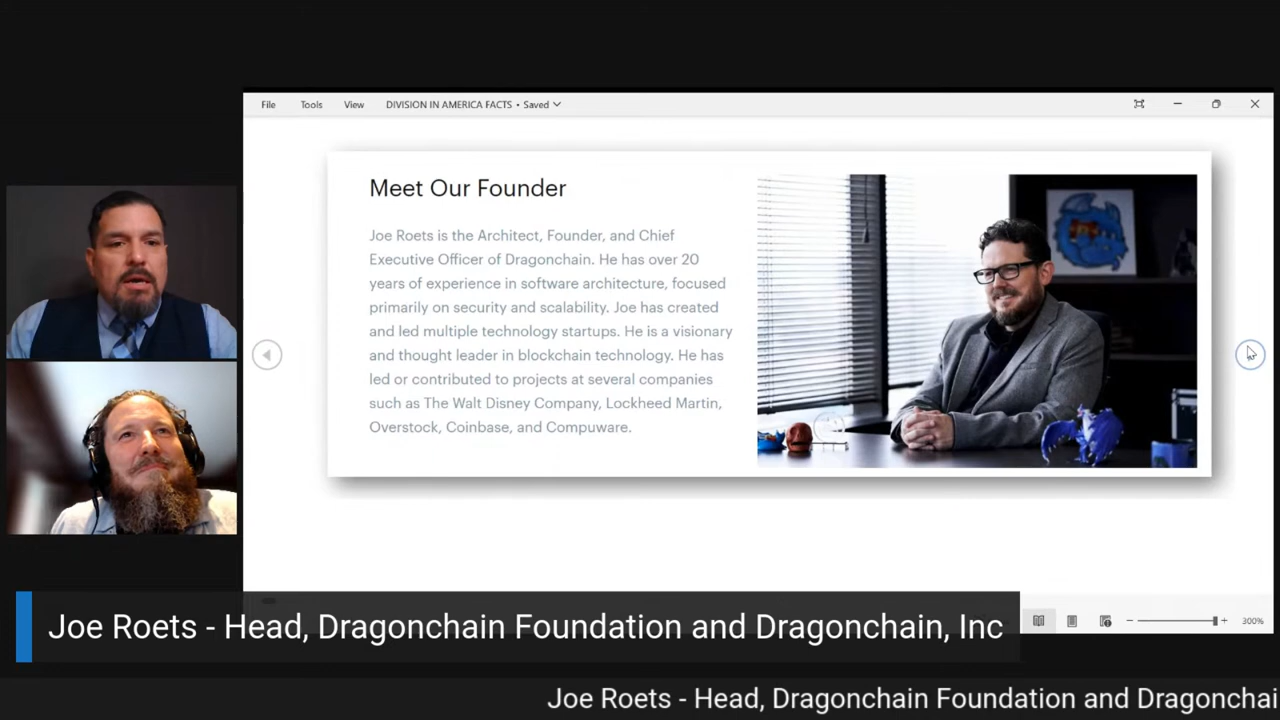 File Tools View DIVISION IN AMERICA FACTS • Saved
Meet Our Founder
Joe Roets is the Architect, Founder, and Chief
Executive Officer of Dragonchain. He has over 20
years of experience in software architecture, focused
primarily on security and scalability. Joe has created
and led multiple technology startups. He is a visionary
and thought leader in blockchain technology. He has
led or contributed to projects at several companies
such as The Walt Disney Company, Lockheed Martin,
Overstock, Coinbase, and Compuware.
300%
Joe Roets - Head, Dragonchain Foundation and Dragonchain, Inc
Joe Roets - Head, Dragonchain Foundation and Dragonchai